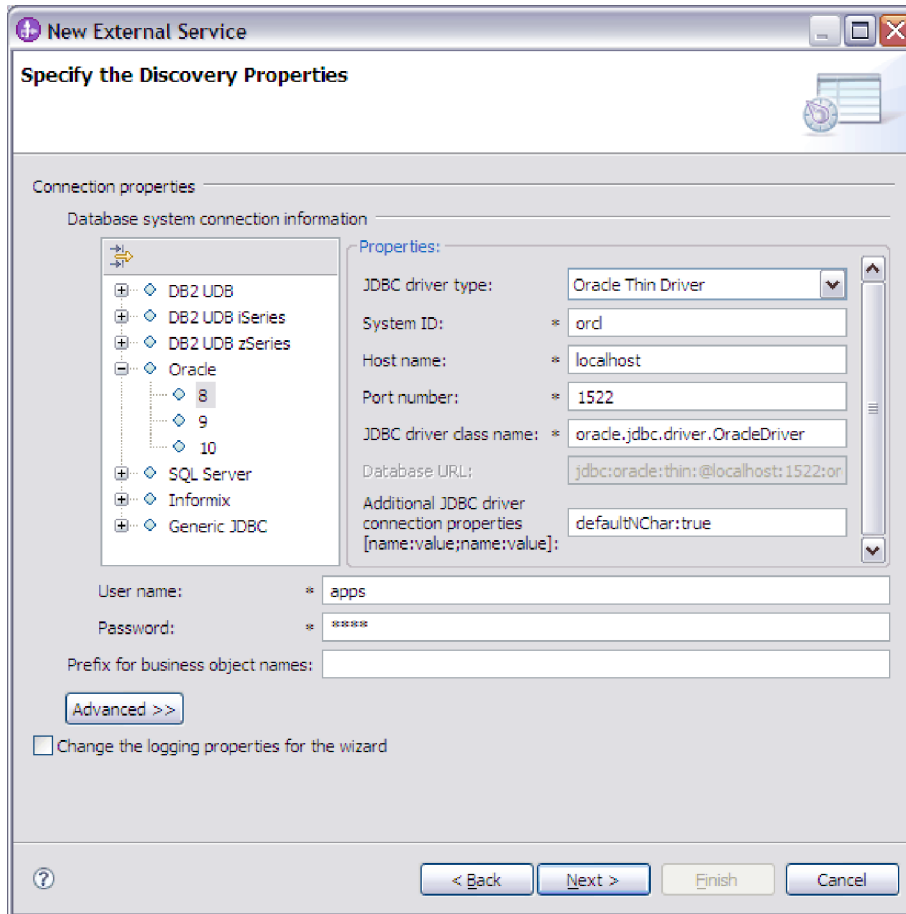 New External Service
Specify the Discovery Properties
Connection properties
Database system connection information
DB2 UDB
DB2 UDB iSeries
DB2 UDB zSeries
Oracle
8
9
10
SQL Server
Informix
Generic JDBC
Properties:
JDBC driver type: Oracle Thin Driver
System ID: * orcl
Host name: * localhost
Port number: * 1522
JDBC driver class name: * oracle.jdbc.driver.OracleDriver
Database URL: jdbc:oracle:thin:@localhost:1522:or
Additional JDBC driver
connection properties
[name:value;name:value]: defaultNChar:true
User name: * apps
Password: * ****
Prefix for business object names:
Advanced >>
Change the logging properties for the wizard
? < Back Next > Finish Cancel